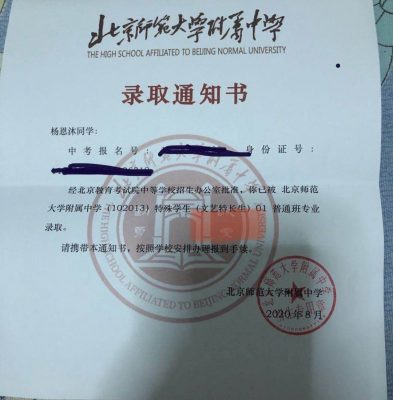 北京师范大学附属中学
THE HIGH SCHOOL AFFILIATED TO BEIJING NORMAL UNIVERSITY
录取通知书
杨恩沐同学:
中考报名号: 身份证号:
经北京教育考试院中等学校招生办公室批准,你已被 北京师范
大学附属中学(102013)特殊学生(文艺特长生)01 普通班专业
录取。
请携带本通知书,按照学校安排办理报到手续。
北京师范大学附属中学
2020年8月